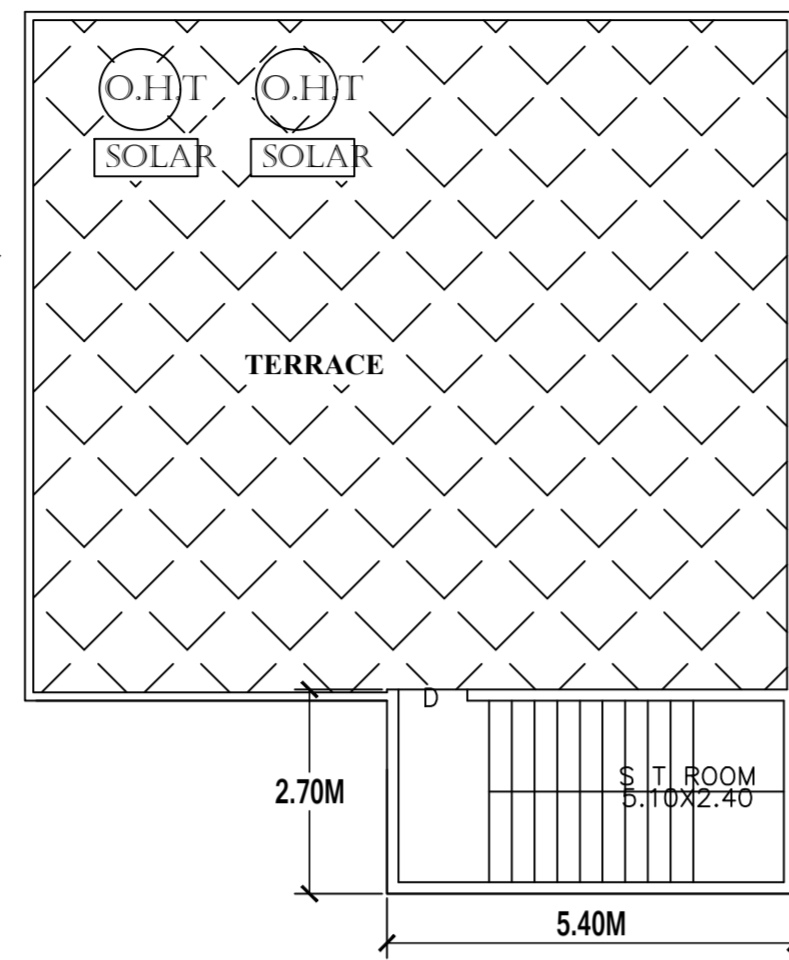 O.H.T O.H.T
SOLAR SOLAR
TERRACE
D
S T ROOM
5.10X2.40
2.70M
5.40M